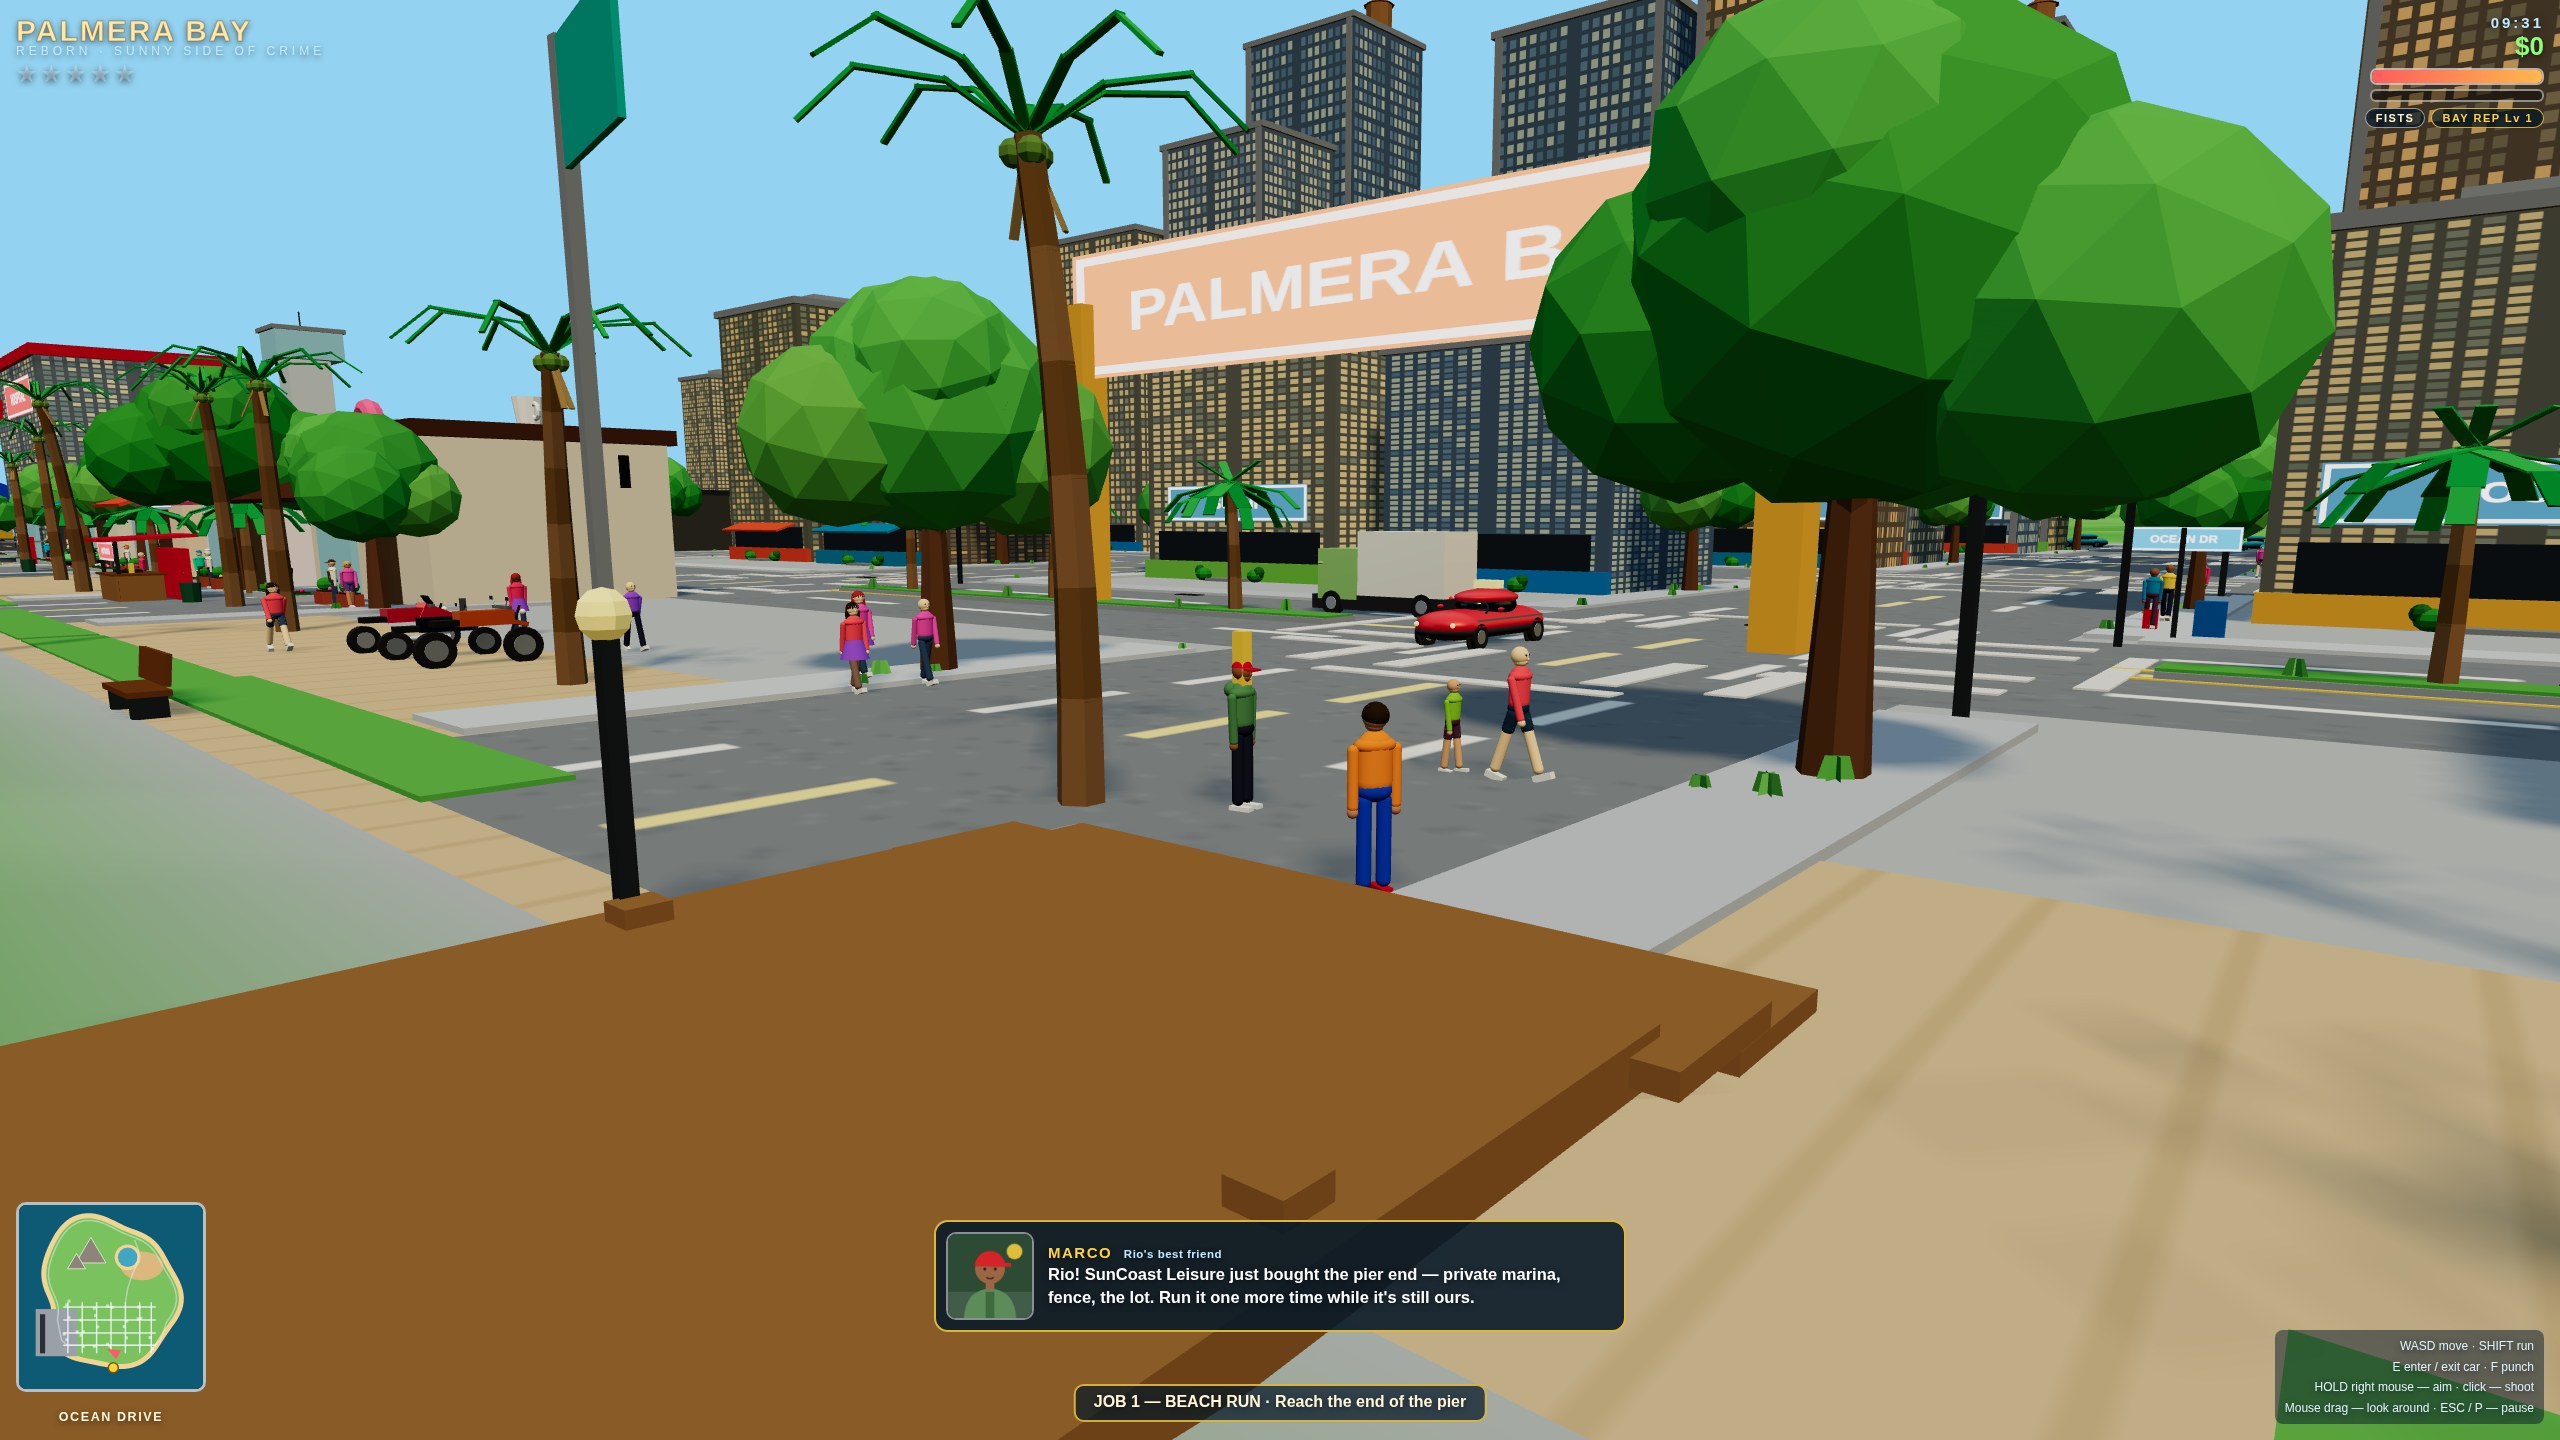 PALMERA BAY
REBORN · SUNNY SIDE OF CRIME
09:31
$0
FISTS
BAY REP Lv 1
PALMERA B
OCEAN DR
MARCO Rio's best friend
Rio! SunCoast Leisure just bought the pier end — private marina,
fence, the lot. Run it one more time while it's still ours.
JOB 1 — BEACH RUN · Reach the end of the pier
OCEAN DRIVE
WASD move · SHIFT run
E enter / exit car · F punch
HOLD right mouse — aim · click — shoot
Mouse drag — look around · ESC / P — pause